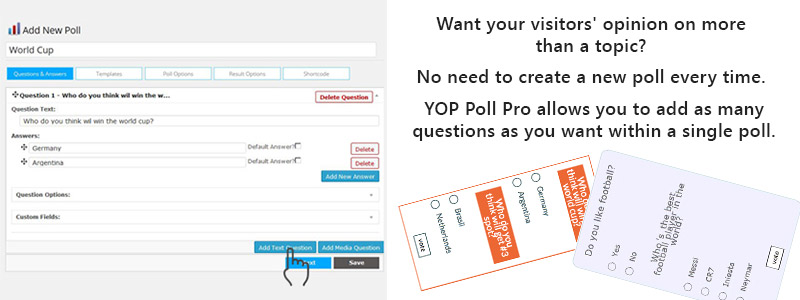 Add New Poll
World Cup
Questions & Answers Templates Poll Options Result Options Shortcode
Question 1 - Who do you think wil win the w...
Delete Question
Question Text:
Who do you think wil win the world cup?
Answers:
Germany Default Answer? Delete
Argentina Default Answer? Delete
Add New Answer
Question Options:
Custom Fields:
Add Text Question Add Media Question
Save
Want your visitors' opinion on more
than a topic?
No need to create a new poll every time.
YOP Poll Pro allows you to add as many
questions as you want within a single poll.
think will win
world cup?
Germany
Argentina
Who do you
think will get #3
spot?
Brasil
Netherlands
vote
Do you like football?
Yes
No
Who's the best
football player in the
world?
Messi
CR7
Iniesta
Neymar
vote